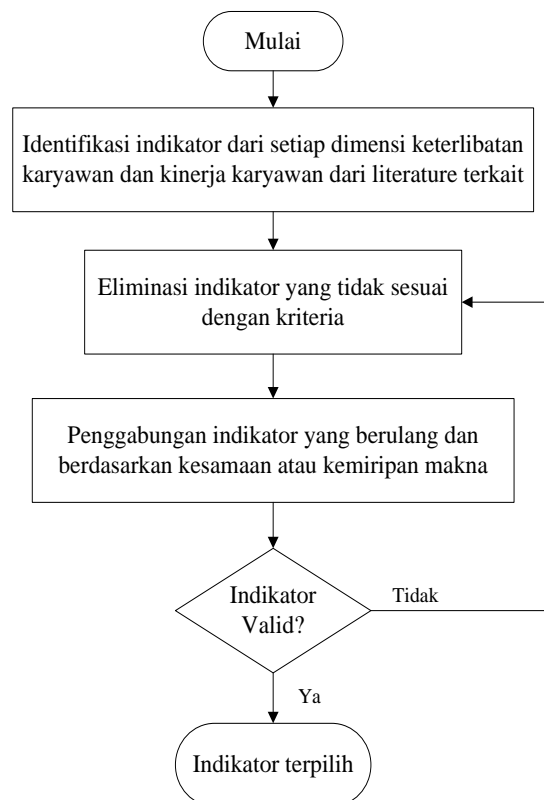 Mulai
Identifikasi indikator dari setiap dimensi keterlibatan
karyawan dan kinerja karyawan dari literature terkait
Eliminasi indikator yang tidak sesuai
dengan kriteria
Penggabungan indikator yang berulang dan
berdasarkan kesamaan atau kemiripan makna
Indikator
Valid?
Tidak
Ya
Indikator terpilih